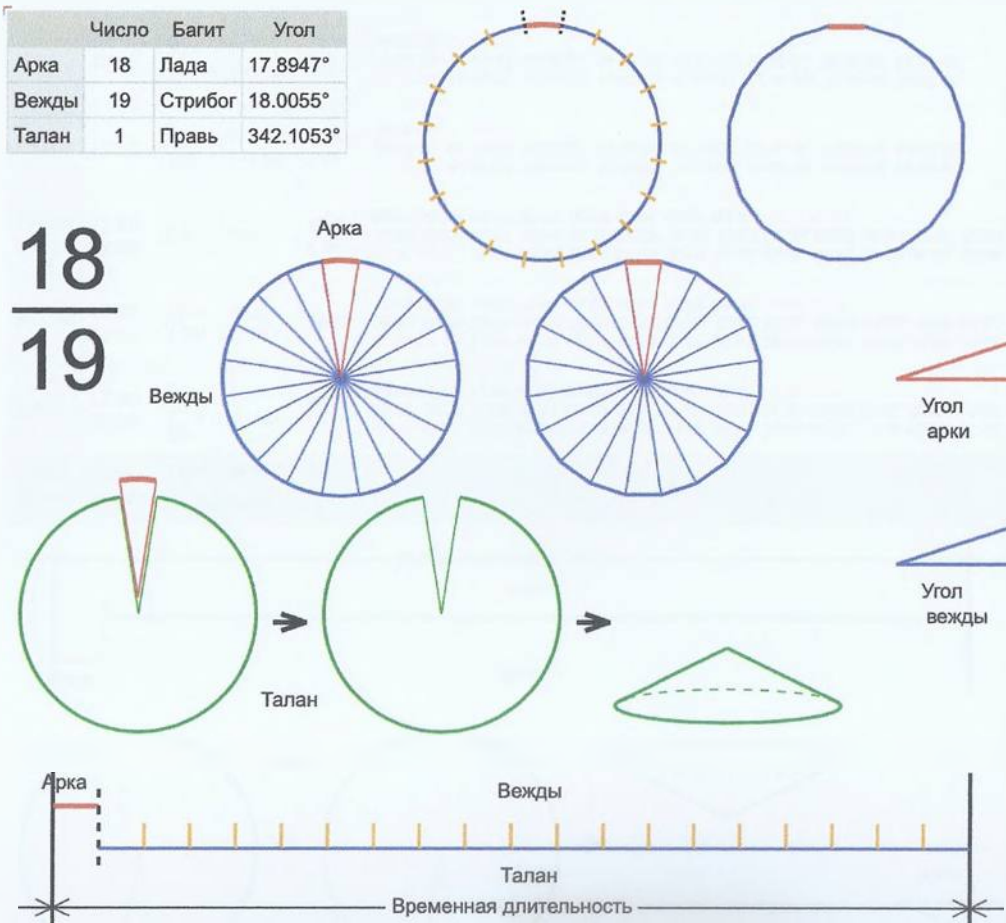 Число Багит Угол
Арка 18 Лада 17.8947°
Вежды 19 Стрибог 18.0055°
Талан 1 Правь 342.1053°
18
19
Арка
Вежды
Угол
арки
Угол
вежды
Талан
Арка
Вежды
Талан
Временная длительность